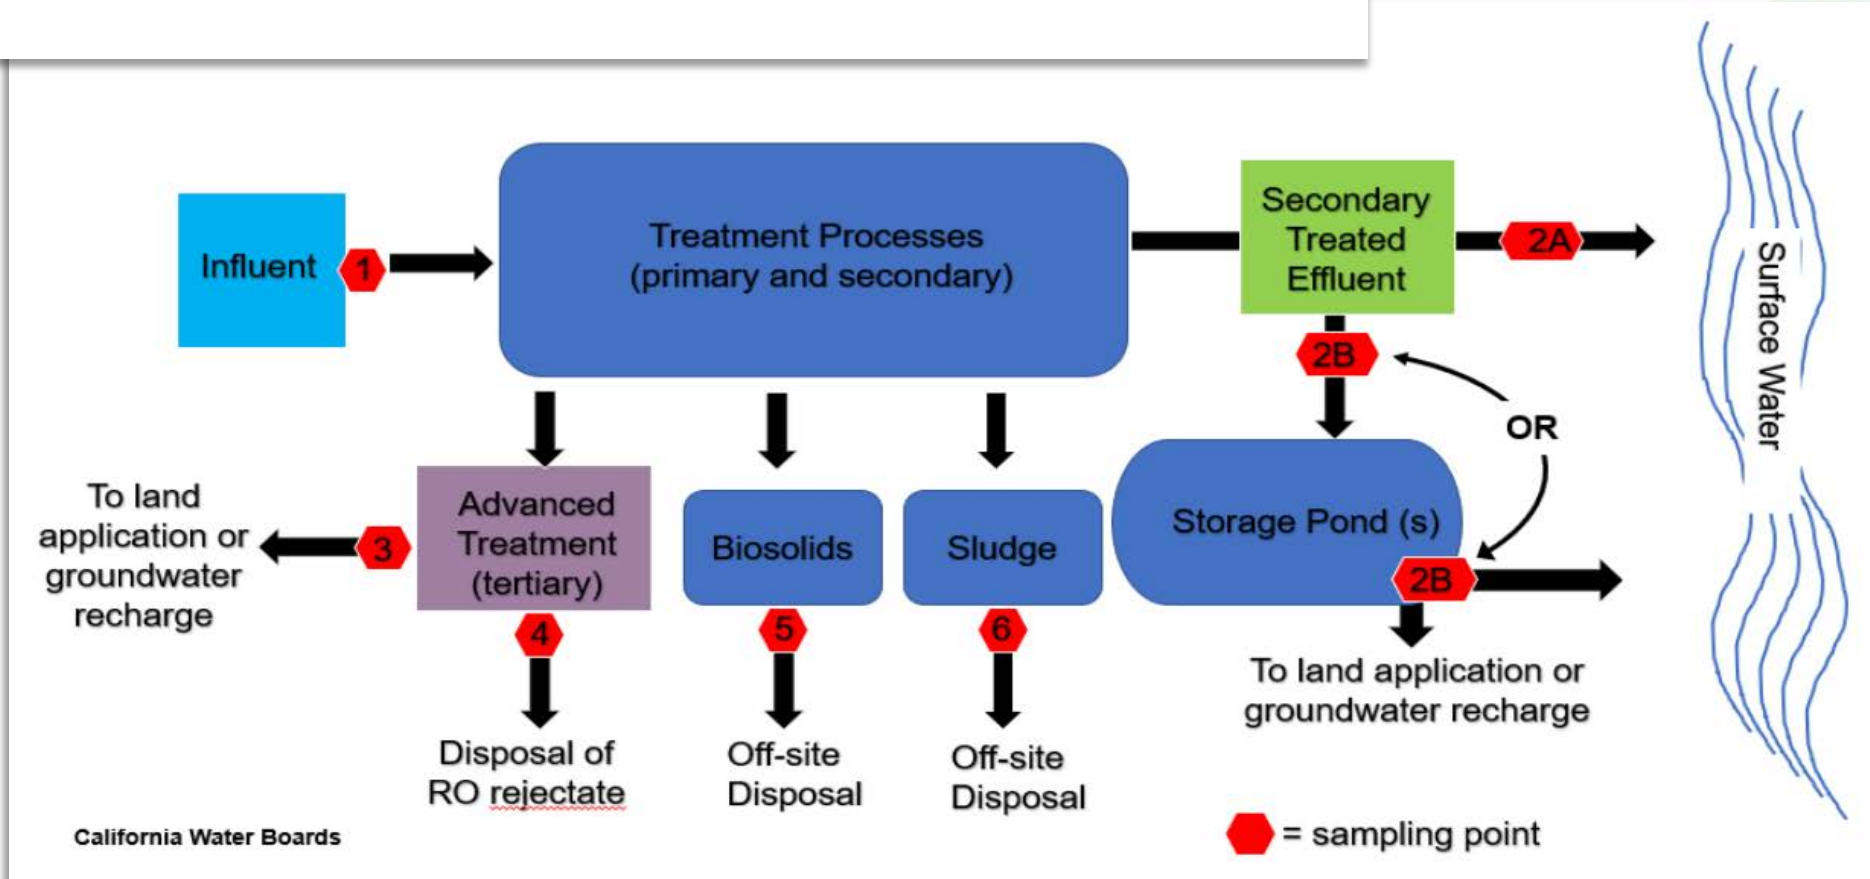 Influent
1
Treatment Processes
(primary and secondary)
Secondary
Treated
Effluent
2A
Surface Water
2B
OR
To land
application or
groundwater
recharge
3
Advanced
Treatment
(tertiary)
Biosolids
Sludge
Storage Pond (s)
2B
4
5
6
To land application or
groundwater recharge
Disposal of
RO rejectate
Off-site
Disposal
Off-site
Disposal
California Water Boards
= sampling point